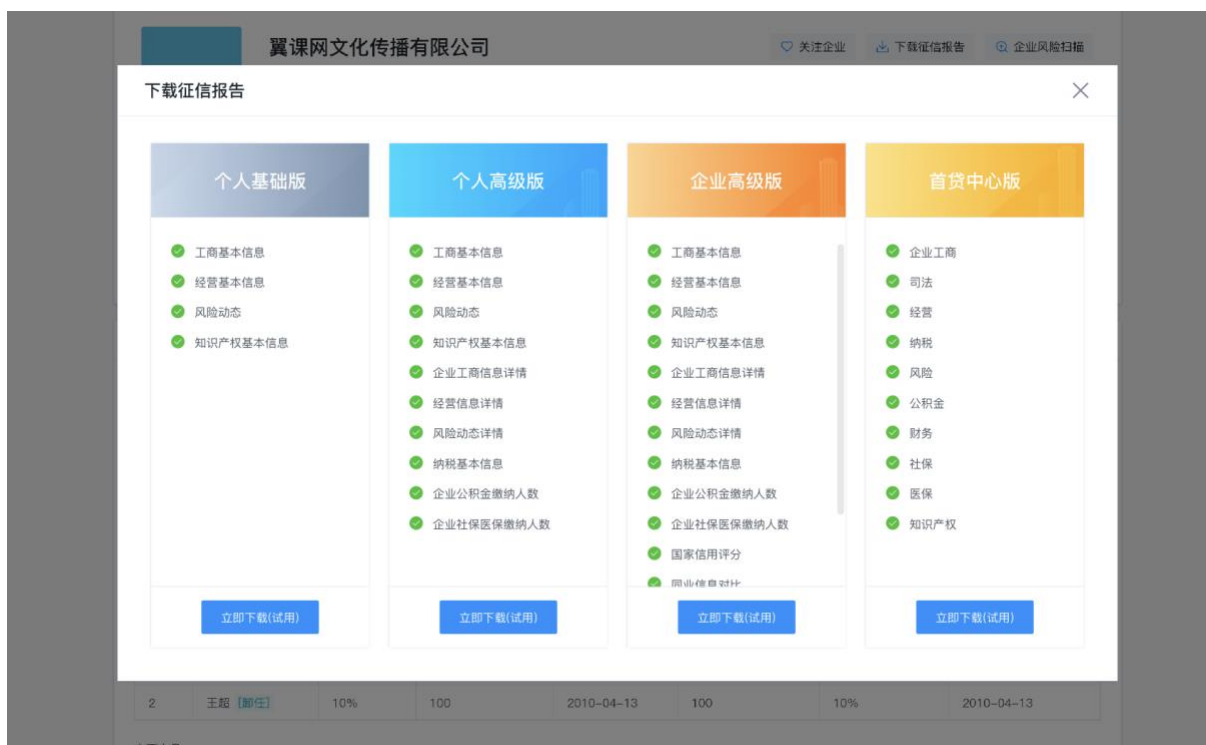 翼课网文化传播有限公司
关注企业 下载征信报告 企业风险扫描
下载征信报告
个人基础版
工商基本信息
经营基本信息
风险动态
知识产权基本信息
立即下载(试用)
个人高级版
工商基本信息
经营基本信息
风险动态
知识产权基本信息
企业工商信息详情
经营信息详情
风险动态详情
纳税基本信息
企业公积金缴纳人数
企业社保医保缴纳人数
立即下载(试用)
企业高级版
工商基本信息
经营基本信息
风险动态
知识产权基本信息
企业工商信息详情
经营信息详情
风险动态详情
纳税基本信息
企业公积金缴纳人数
企业社保医保缴纳人数
国家信用评分
同业信息对比
立即下载(试用)
首贷中心版
企业工商
司法
经营
纳税
风险
公积金
财务
社保
医保
知识产权
立即下载(试用)
2 王超 [卸任] 10% 100 2010-04-13 100 10% 2010-04-13